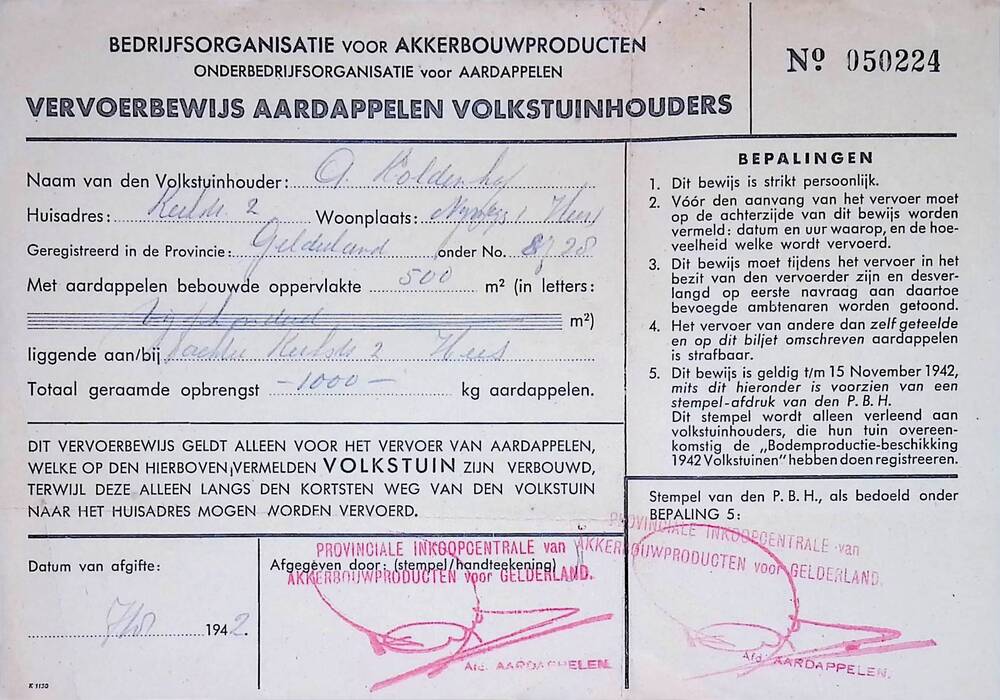 BEDRIJFSORGANISATIE VOOR AKKERBOUWPRODUCTEN
ONDERBEDRIJFSORGANISATIE voor AARDAPPELEN
VERVOERBEWIJS AARDAPPELEN VOLKSTUINHOUDERS
Nº 050224
Naam van den Volkstuinhouder:
Huisadres: 2 Woonplaats:
Geregistreerd in de Provincie: Gelderland onder No.
Met aardappelen bebouwde oppervlakte 500 m² (in letters:
vijfhonderd m²)
liggende aan/bij 2 Hees
Totaal geraamde opbrengst -1000- kg aardappelen.
DIT VERVOERBEWIJS GELDT ALLEEN VOOR HET VERVOER VAN AARDAPPELEN,
WELKE OP DEN HIERBOVEN VERMELDEN VOLKSTUIN ZIJN VERBOUWD,
TERWIJL DEZE ALLEEN LANGS DEN KORTSTEN WEG VAN DEN VOLKSTUIN
NAAR HET HUISADRES MOGEN WORDEN VERVOERD.
Datum van afgifte:
1942.
K 1130
Afgegeven door: (stempel/handteekening)
PROVINCIALE INKOOPCENTRALE van
AKKERBOUWPRODUCTEN voor GELDERLAND.
Afd. AARDAPPELEN.
BEPALINGEN
1. Dit bewijs is strikt persoonlijk.
2. Vóór den aanvang van het vervoer moet
op de achterzijde van dit bewijs worden
vermeld: datum en uur waarop, en de hoe-
veelheid welke wordt vervoerd.
3. Dit bewijs moet tijdens het vervoer in het
bezit van den vervoerder zijn en desver-
langd op eerste navraag aan daartoe
bevoegde ambtenaren worden getoond.
4. Het vervoer van andere dan zelf geteelde
en op dit biljet omschreven aardappelen
is strafbaar.
5. Dit bewijs is geldig t/m 15 November 1942,
mits dit hieronder is voorzien van een
stempel-afdruk van den P.B.H.
Dit stempel wordt alleen verleend aan
volkstuinhouders, die hun tuin overeen-
komstig de „Bodemproductie-beschikking
1942 Volkstuinen" hebben doen registreeren.
Stempel van den P.B.H., als bedoeld onder
BEPALING 5:
PROVINCIALE INKOOPCENTRALE van
AKKERBOUWPRODUCTEN voor GELDERLAND.
Afd. AARDAPPELEN.